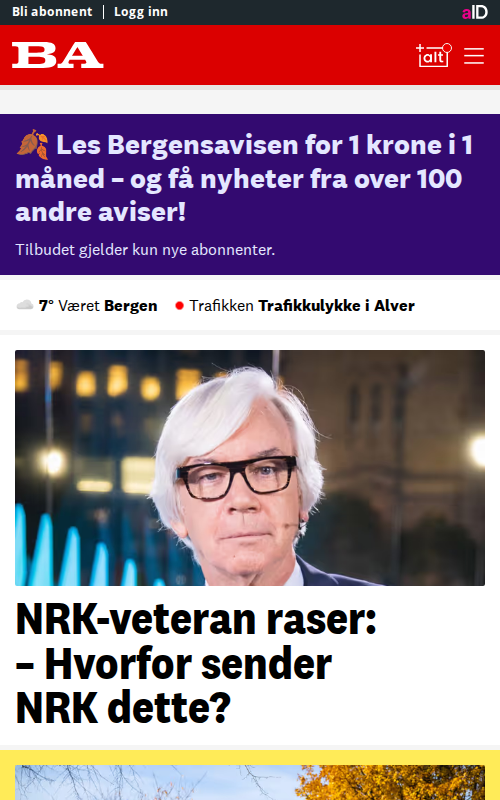 Bli abonnent | Logg inn
aID
BA
+alt
Les Bergensavisen for 1 krone i 1
måned – og få nyheter fra over 100
andre aviser!
Tilbudet gjelder kun nye abonnenter.
7° Været Bergen
Trafikken Trafikkulykke i Alver
NRK-veteran raser:
– Hvorfor sender
NRK dette?